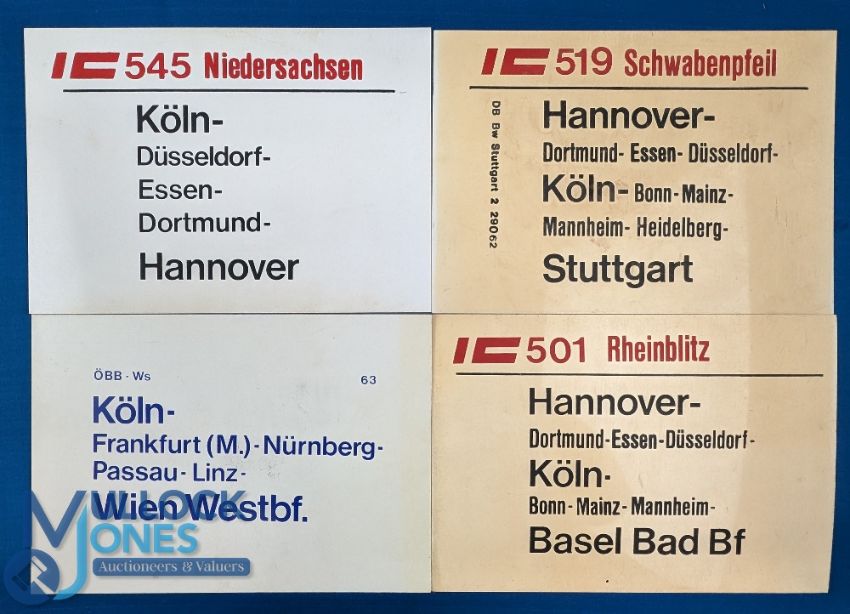 IC 545 Niedersachsen
Köln-
Düsseldorf-
Essen-
Dortmund-
Hannover
IC 519 Schwabenpfeil
DB Bw Stuttgart 2 29062
Hannover-
Dortmund- Essen- Düsseldorf-
Köln- Bonn- Mainz-
Mannheim- Heidelberg-
Stuttgart
ÖBB - Ws 63
Köln-
Frankfurt (M.)- Nürnberg-
Passau- Linz-
Wien Westbf.
MULLOCK
JONES
Auctioneers & Valuers
IC 501 Rheinblitz
Hannover-
Dortmund-Essen-Düsseldorf-
Köln-
Bonn- Mainz- Mannheim-
Basel Bad Bf